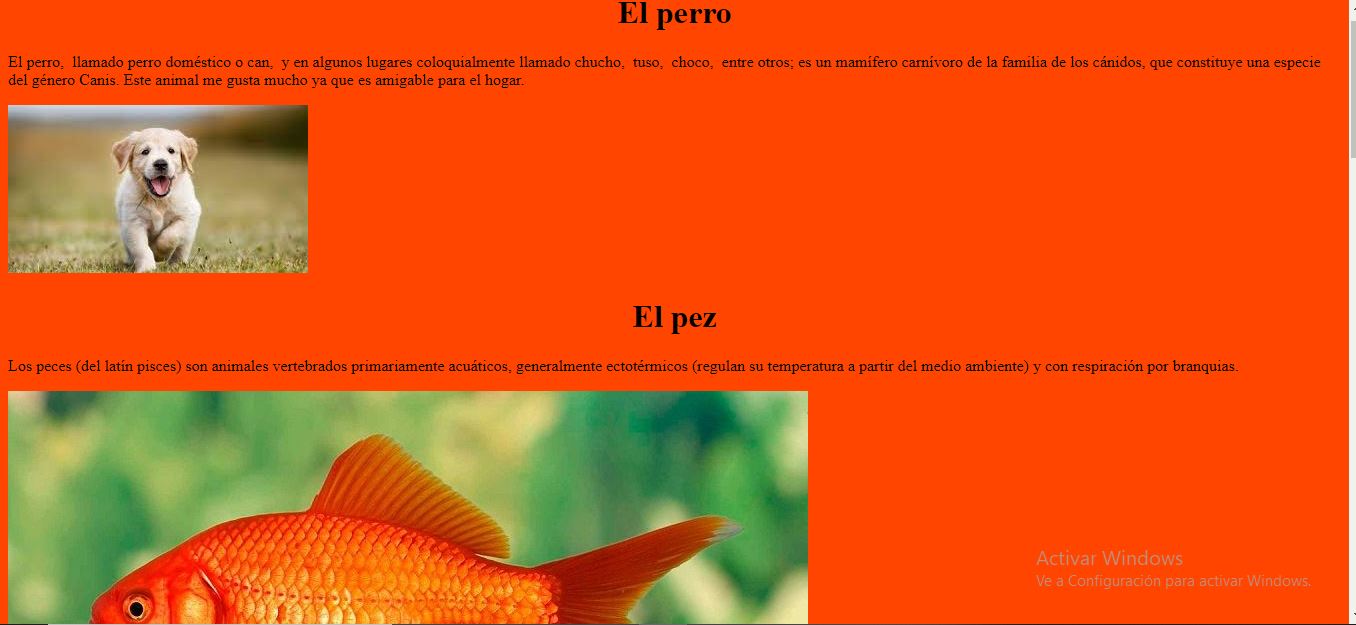 El perro
El perro, llamado perro doméstico o can, y en algunos lugares coloquialmente llamado chucho, tuso, choco, entre otros; es un mamífero carnívoro de la familia de los cánidos, que constituye una especie
del género Canis. Este animal me gusta mucho ya que es amigable para el hogar.
El pez
Los peces (del latín pisces) son animales vertebrados primariamente acuáticos, generalmente ectotérmicos (regulan su temperatura a partir del medio ambiente) y con respiración por branquias.
Activar Windows
Ve a Configuración para activar Windows.